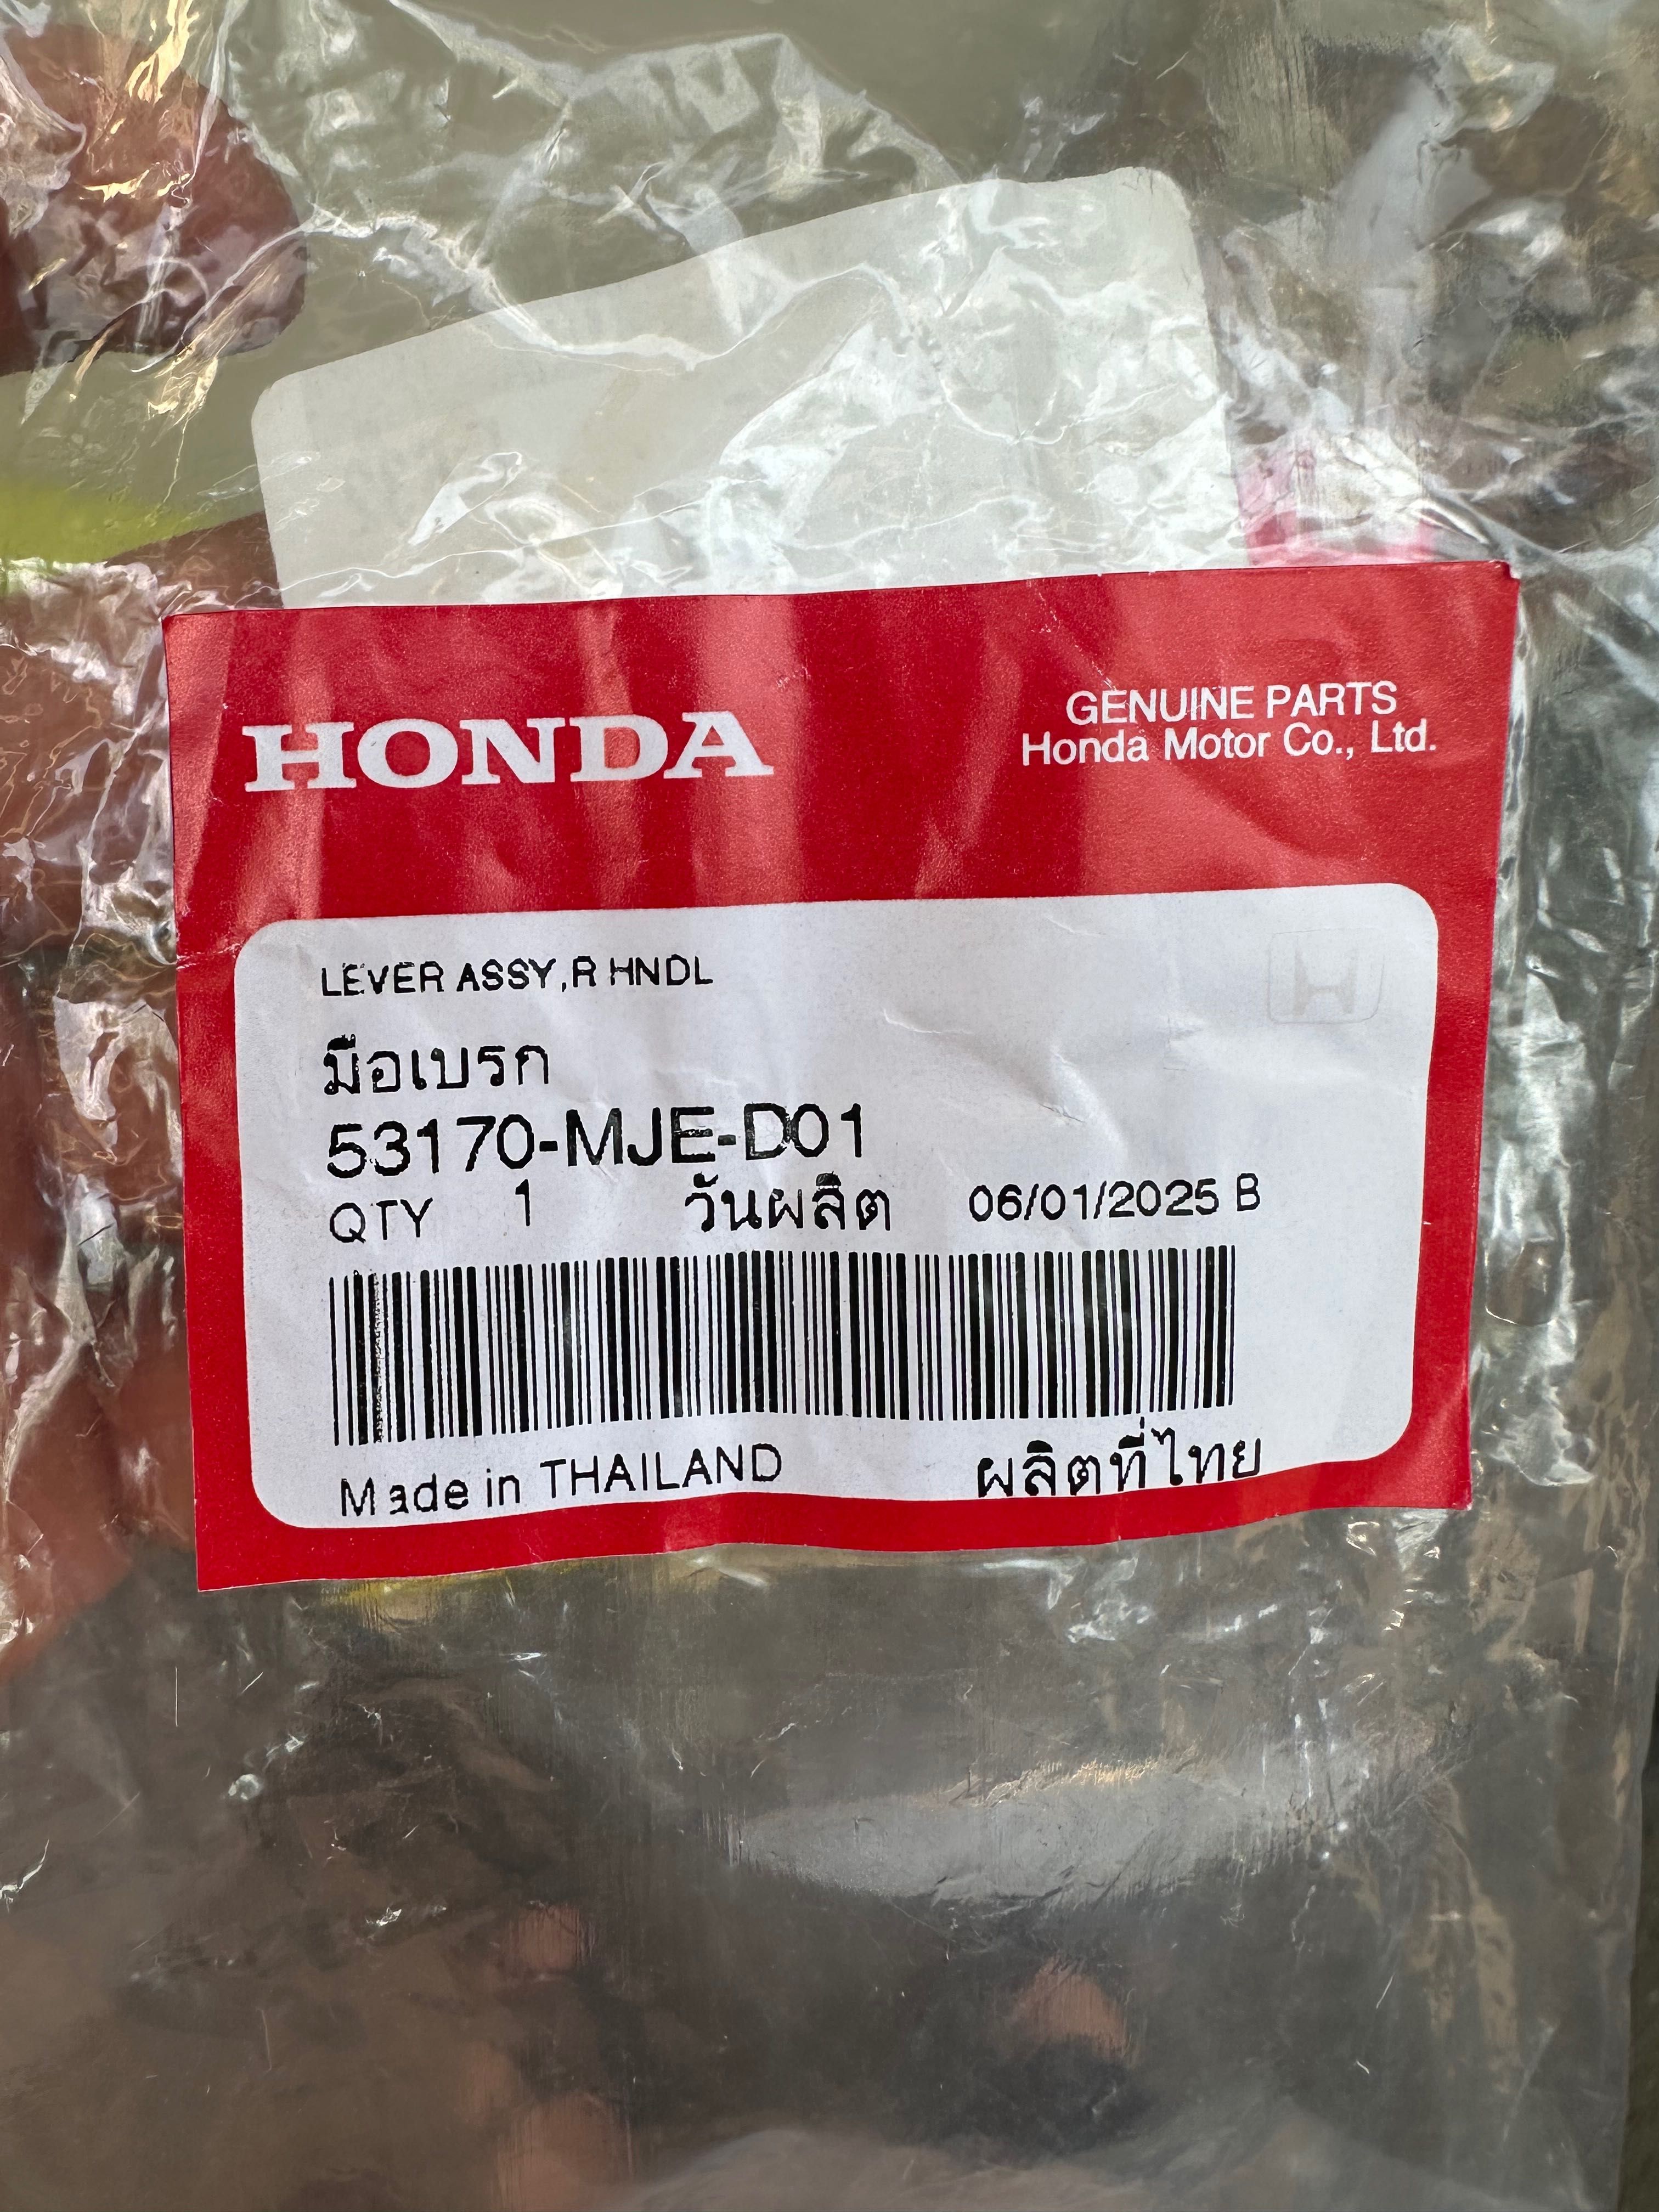 HONDA
GENUINE PARTS
Honda Motor Co., Ltd.
LEVER ASSY,R HNDL
มือเบรก
53170-MJE-D01
QTY 1 วันผลิต 06/01/2025 B
Made in THAILAND ผลิตที่ไทย